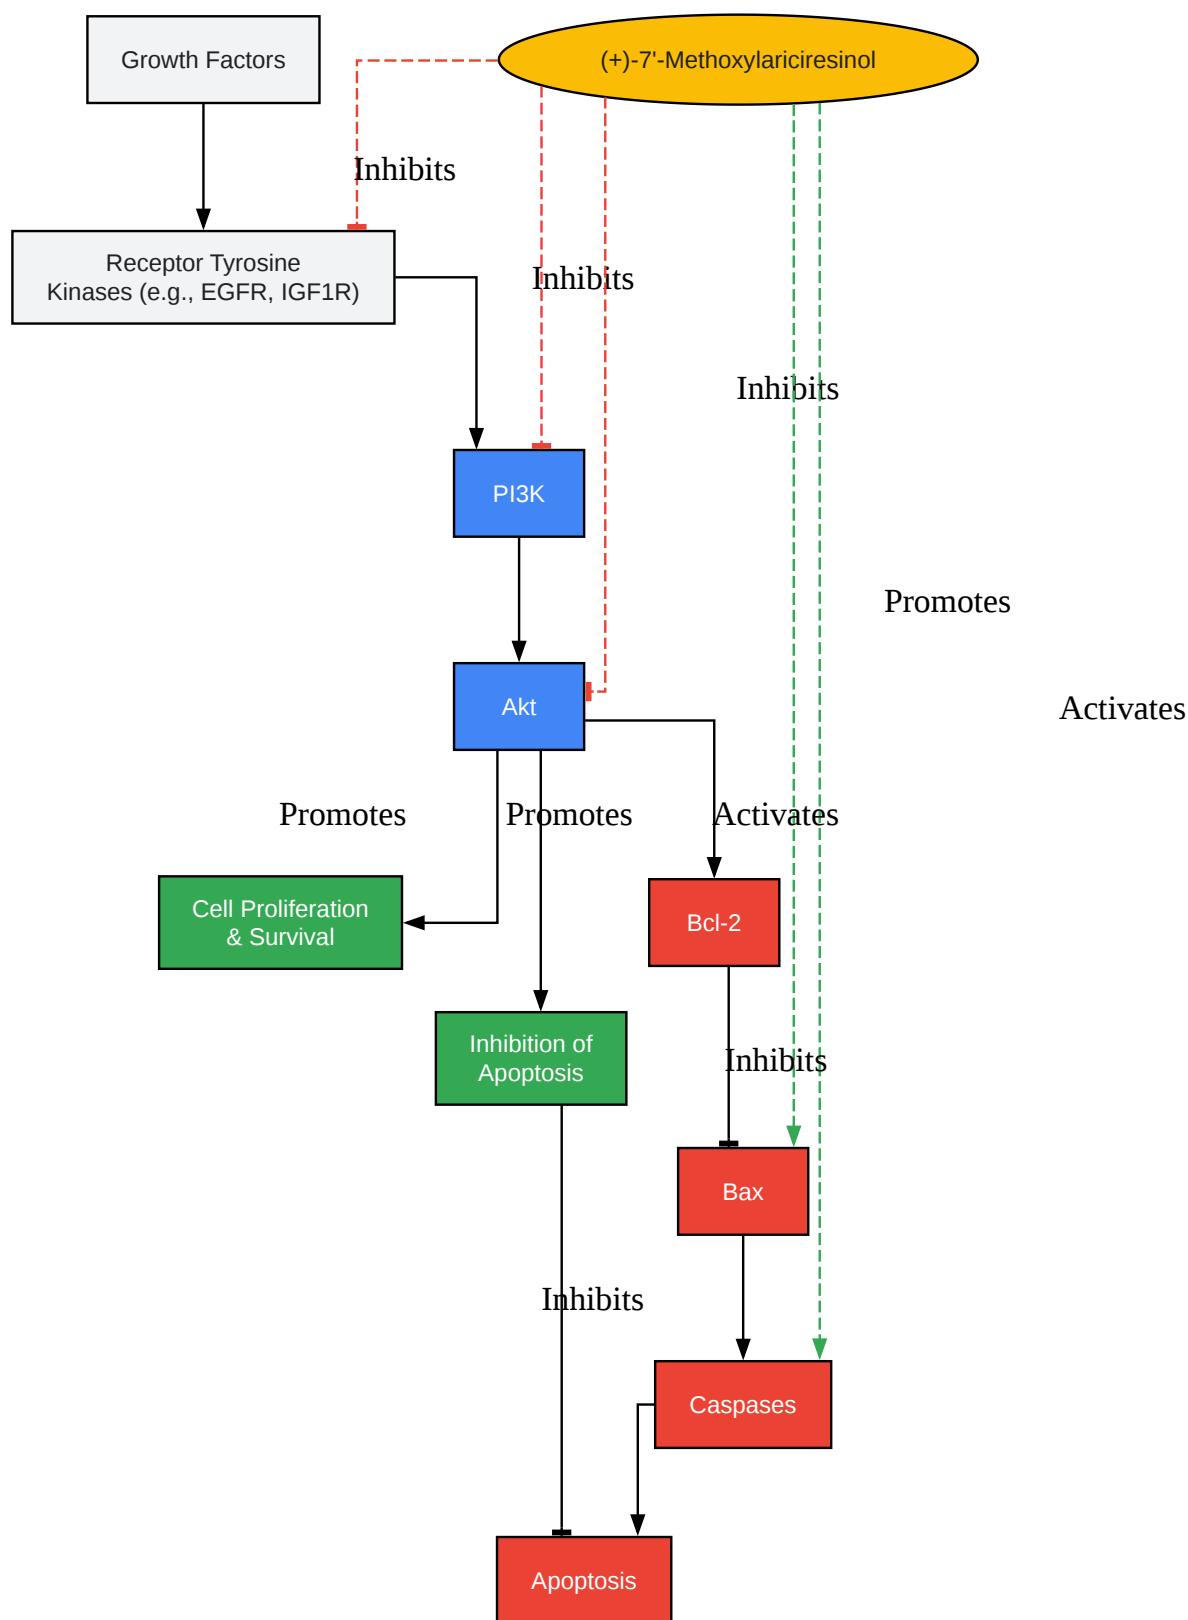 Growth Factors
(+)-7'-Methoxylariciresinol
Inhibits
Receptor Tyrosine
Kinases (e.g., EGFR, IGF1R)
Inhibits
Inhibits
PI3K
Promotes
Akt
Activates
Promotes
Promotes
Activates
Cell Proliferation
& Survival
Bcl-2
Inhibition of
Apoptosis
Inhibits
Bax
Inhibits
Caspases
Apoptosis